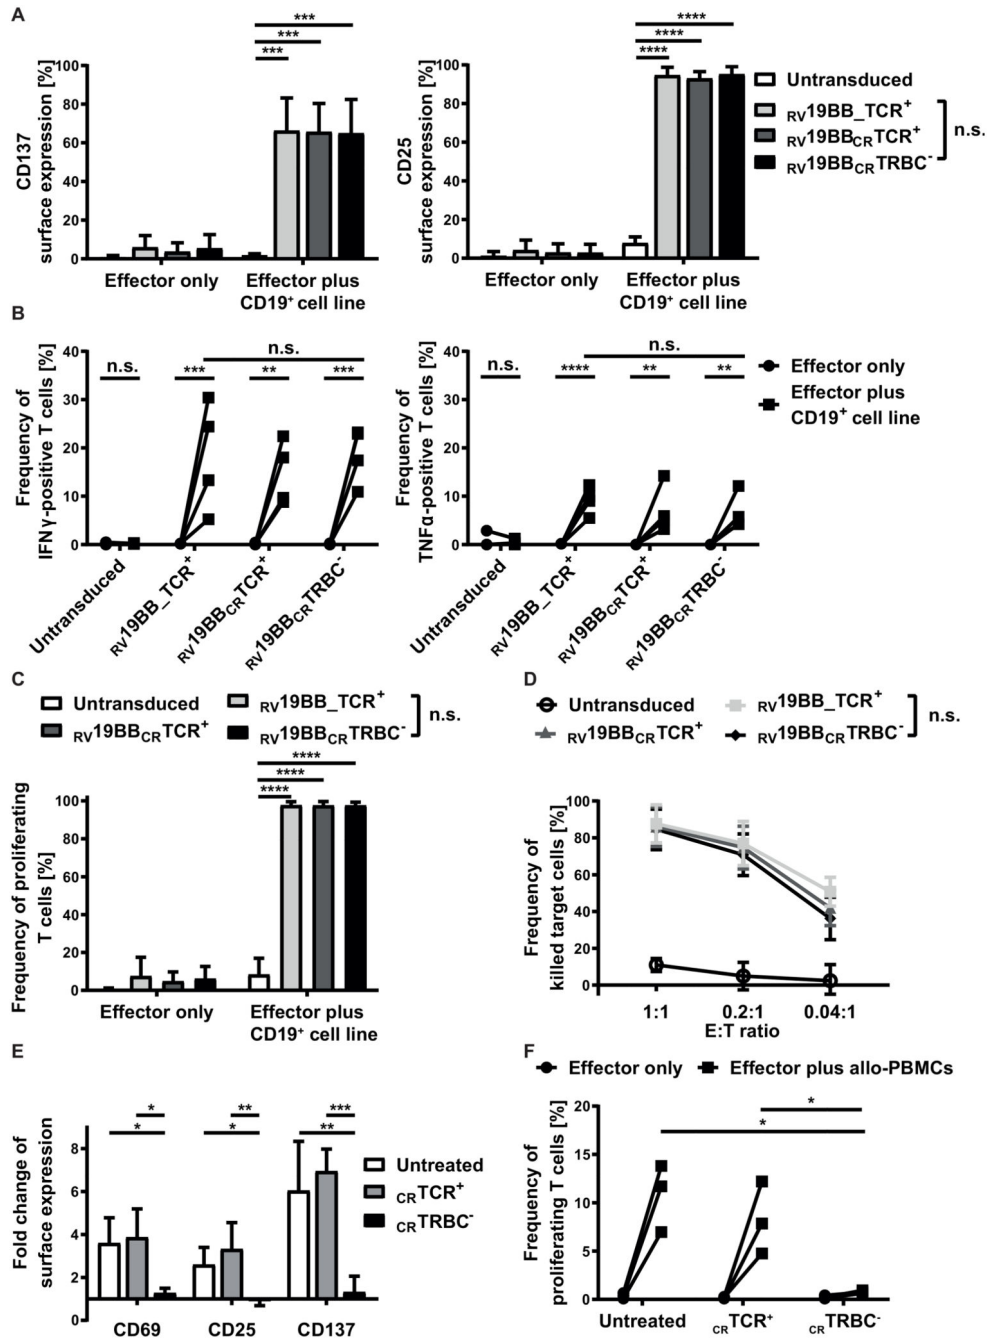 A
***
***
***
****
****
****
CD137
surface expression [%]
100
80
60
40
20
0
Effector only
Effector plus
CD19⁺ cell line
CD25
surface expression [%]
100
80
60
40
20
0
Effector only
Effector plus
CD19⁺ cell line
Untransduced
RV19BB_TCR⁺
RV19BBCRTCR⁺
RV19BBCRTRBC⁻
n.s.
B
Frequency of
IFNγ-positive T cells [%]
40
30
20
10
0
n.s.
n.s.
***
**
***
Untransduced
RV19BB_TCR⁺
RV19BBCRTCR⁺
RV19BBCRTRBC⁻
Frequency of
TNFα-positive T cells [%]
40
30
20
10
0
n.s.
n.s.
****
**
**
Untransduced
RV19BB_TCR⁺
RV19BBCRTCR⁺
RV19BBCRTRBC⁻
Effector only
Effector plus
CD19⁺ cell line
C
Untransduced
RV19BB_TCR⁺
RV19BBCRTCR⁺
RV19BBCRTRBC⁻
n.s.
****
****
****
Frequency of proliferating
T cells [%]
100
80
60
40
20
0
Effector only
Effector plus
CD19⁺ cell line
D
Untransduced
RV19BB_TCR⁺
RV19BBCRTCR⁺
RV19BBCRTRBC⁻
n.s.
Frequency of
killed target cells [%]
100
80
60
40
20
0
1:1
0.2:1
0.04:1
E:T ratio
E
*
*
**
*
***
**
Fold change of
surface expression
8
6
4
2
0
CD69
CD25
CD137
Untreated
CRTCR⁺
CRTRBC⁻
F
Effector only
Effector plus allo-PBMCs
*
*
Frequency of
proliferating T cells [%]
20
15
10
5
0
Untreated
CRTCR⁺
CRTRBC⁻